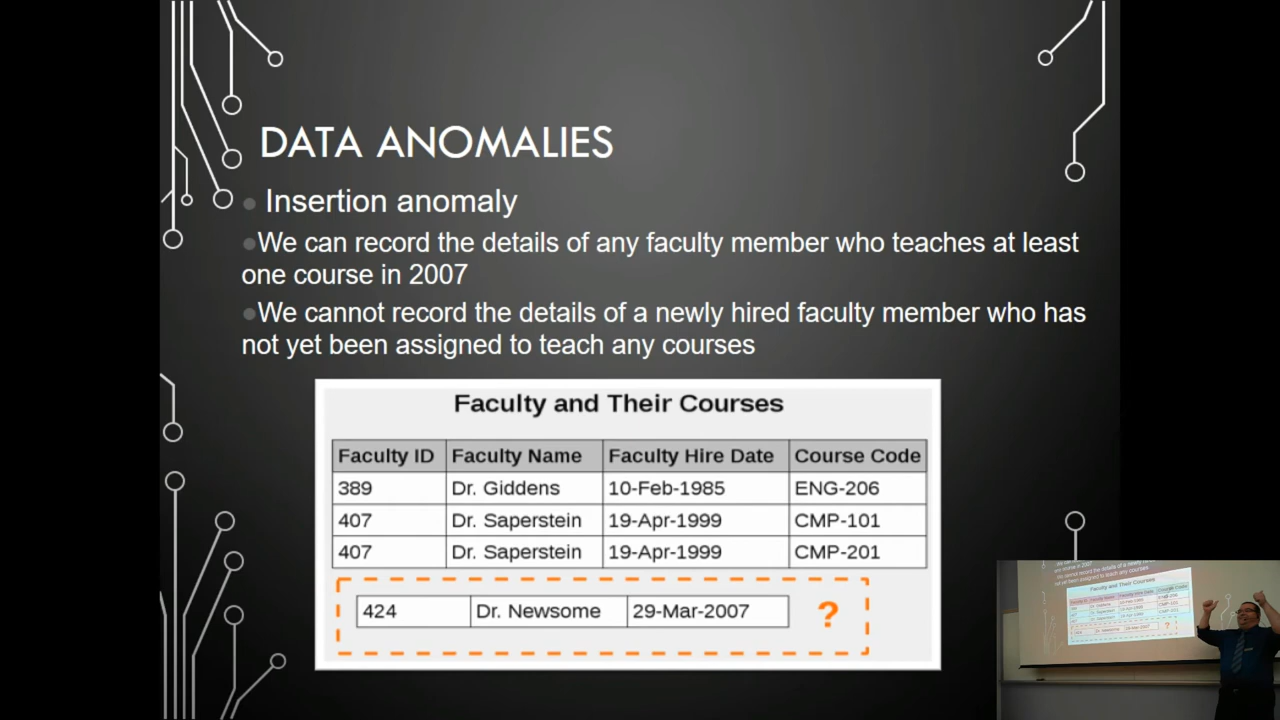 DATA ANOMALIES
Insertion anomaly
We can record the details of any faculty member who teaches at least
one course in 2007
We cannot record the details of a newly hired faculty member who has
not yet been assigned to teach any courses
Faculty and Their Courses
Faculty ID Faculty Name Faculty Hire Date Course Code
389 Dr. Giddens 10-Feb-1985 ENG-206
407 Dr. Saperstein 19-Apr-1999 CMP-101
407 Dr. Saperstein 19-Apr-1999 CMP-201
424 Dr. Newsome 29-Mar-2007 ?
Faculty and Their Courses